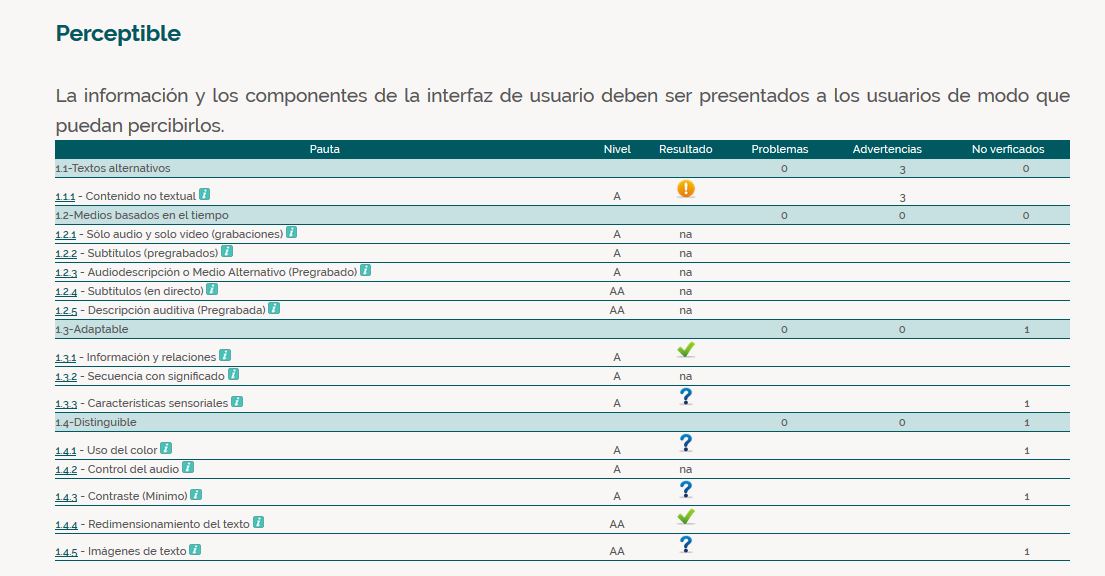 Perceptible
La información y los componentes de la interfaz de usuario deben ser presentados a los usuarios de modo que
puedan percibirlos.
Pauta Nivel Resultado Problemas Advertencias No verficados
1.1-Textos alternativos 0 3 0
1.1.1 - Contenido no textual i A ! 3
1.2-Medios basados en el tiempo 0 0 0
1.2.1 - Sólo audio y solo video (grabaciones) i A na
1.2.2 - Subtítulos (pregrabados) i A na
1.2.3 - Audiodescripción o Medio Alternativo (Pregrabado) i A na
1.2.4 - Subtítulos (en directo) i AA na
1.2.5 - Descripción auditiva (Pregrabada) i AA na
1.3-Adaptable 0 0 1
1.3.1 - Información y relaciones i A
1.3.2 - Secuencia con significado i A na
1.3.3 - Características sensoriales i A ? 1
1.4-Distinguible 0 0 1
1.4.1 - Uso del color i A ? 1
1.4.2 - Control del audio i A na
1.4.3 - Contraste (Mínimo) i A ? 1
1.4.4 - Redimensionamiento del texto i AA
1.4.5 - Imágenes de texto i AA ? 1